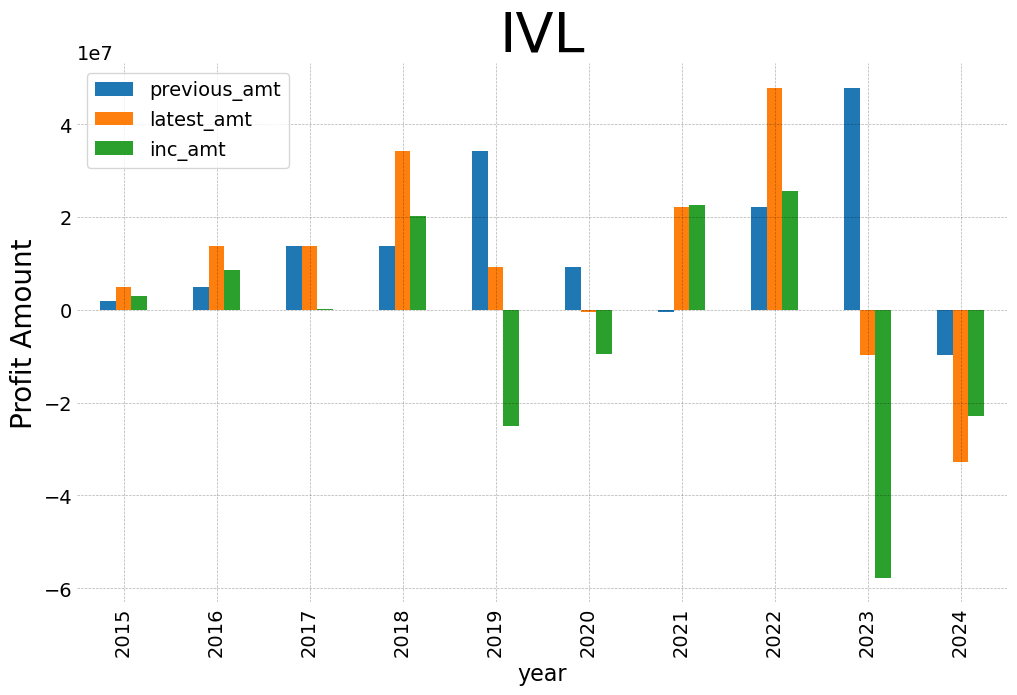 IVL
1e7
previous_amt
latest_amt
inc_amt
4
2
0
−2
−4
−6
Profit Amount
2015 2016 2017 2018 2019 2020 2021 2022 2023 2024
year